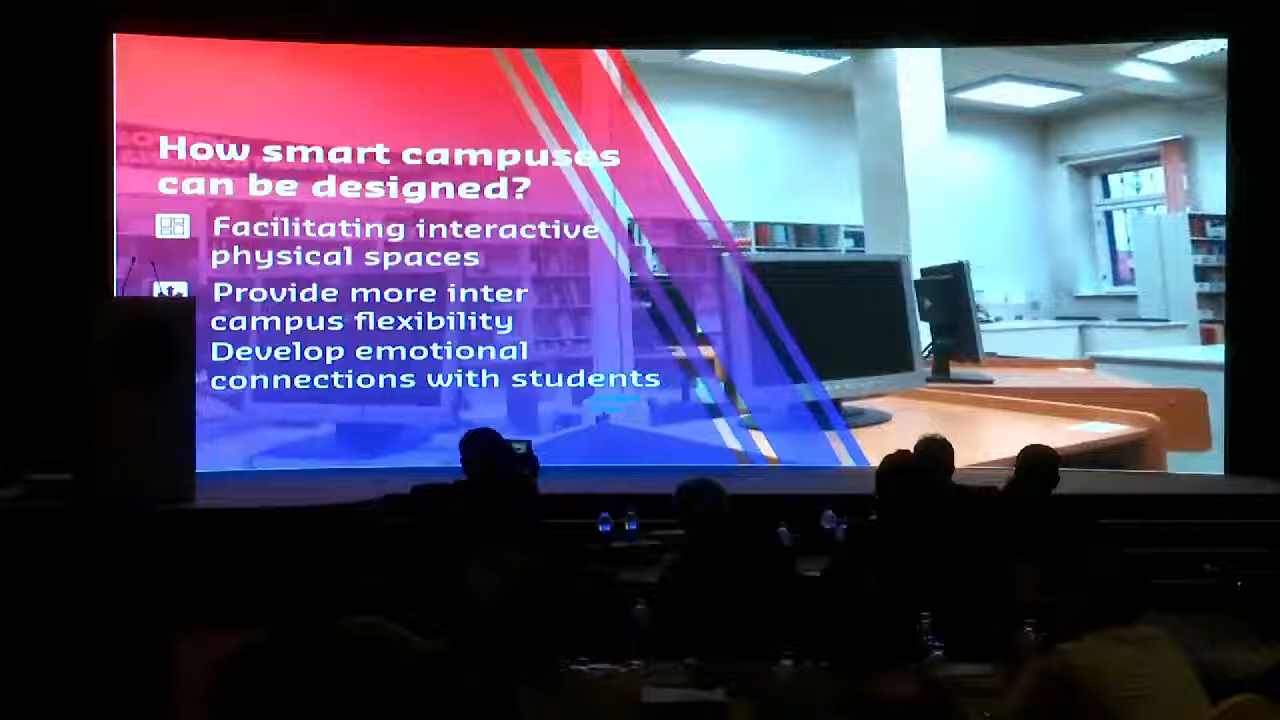 How smart campuses
can be designed?
Facilitating interactive
physical spaces
Provide more inter
campus flexibility
Develop emotional
connections with students